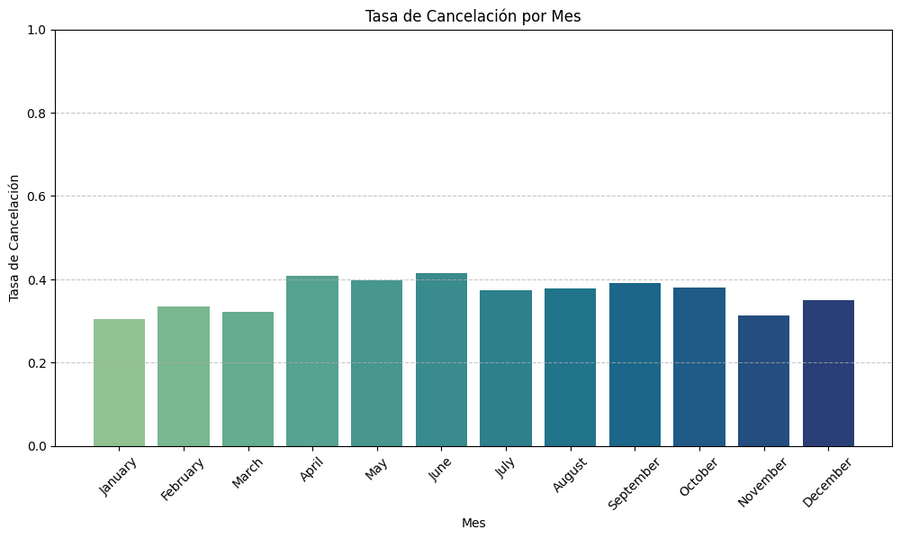 Tasa de Cancelación por Mes
Tasa de Cancelación
1.0
0.8
0.6
0.4
0.2
0.0
January
February
March
April
May
June
July
August
September
October
November
December
Mes